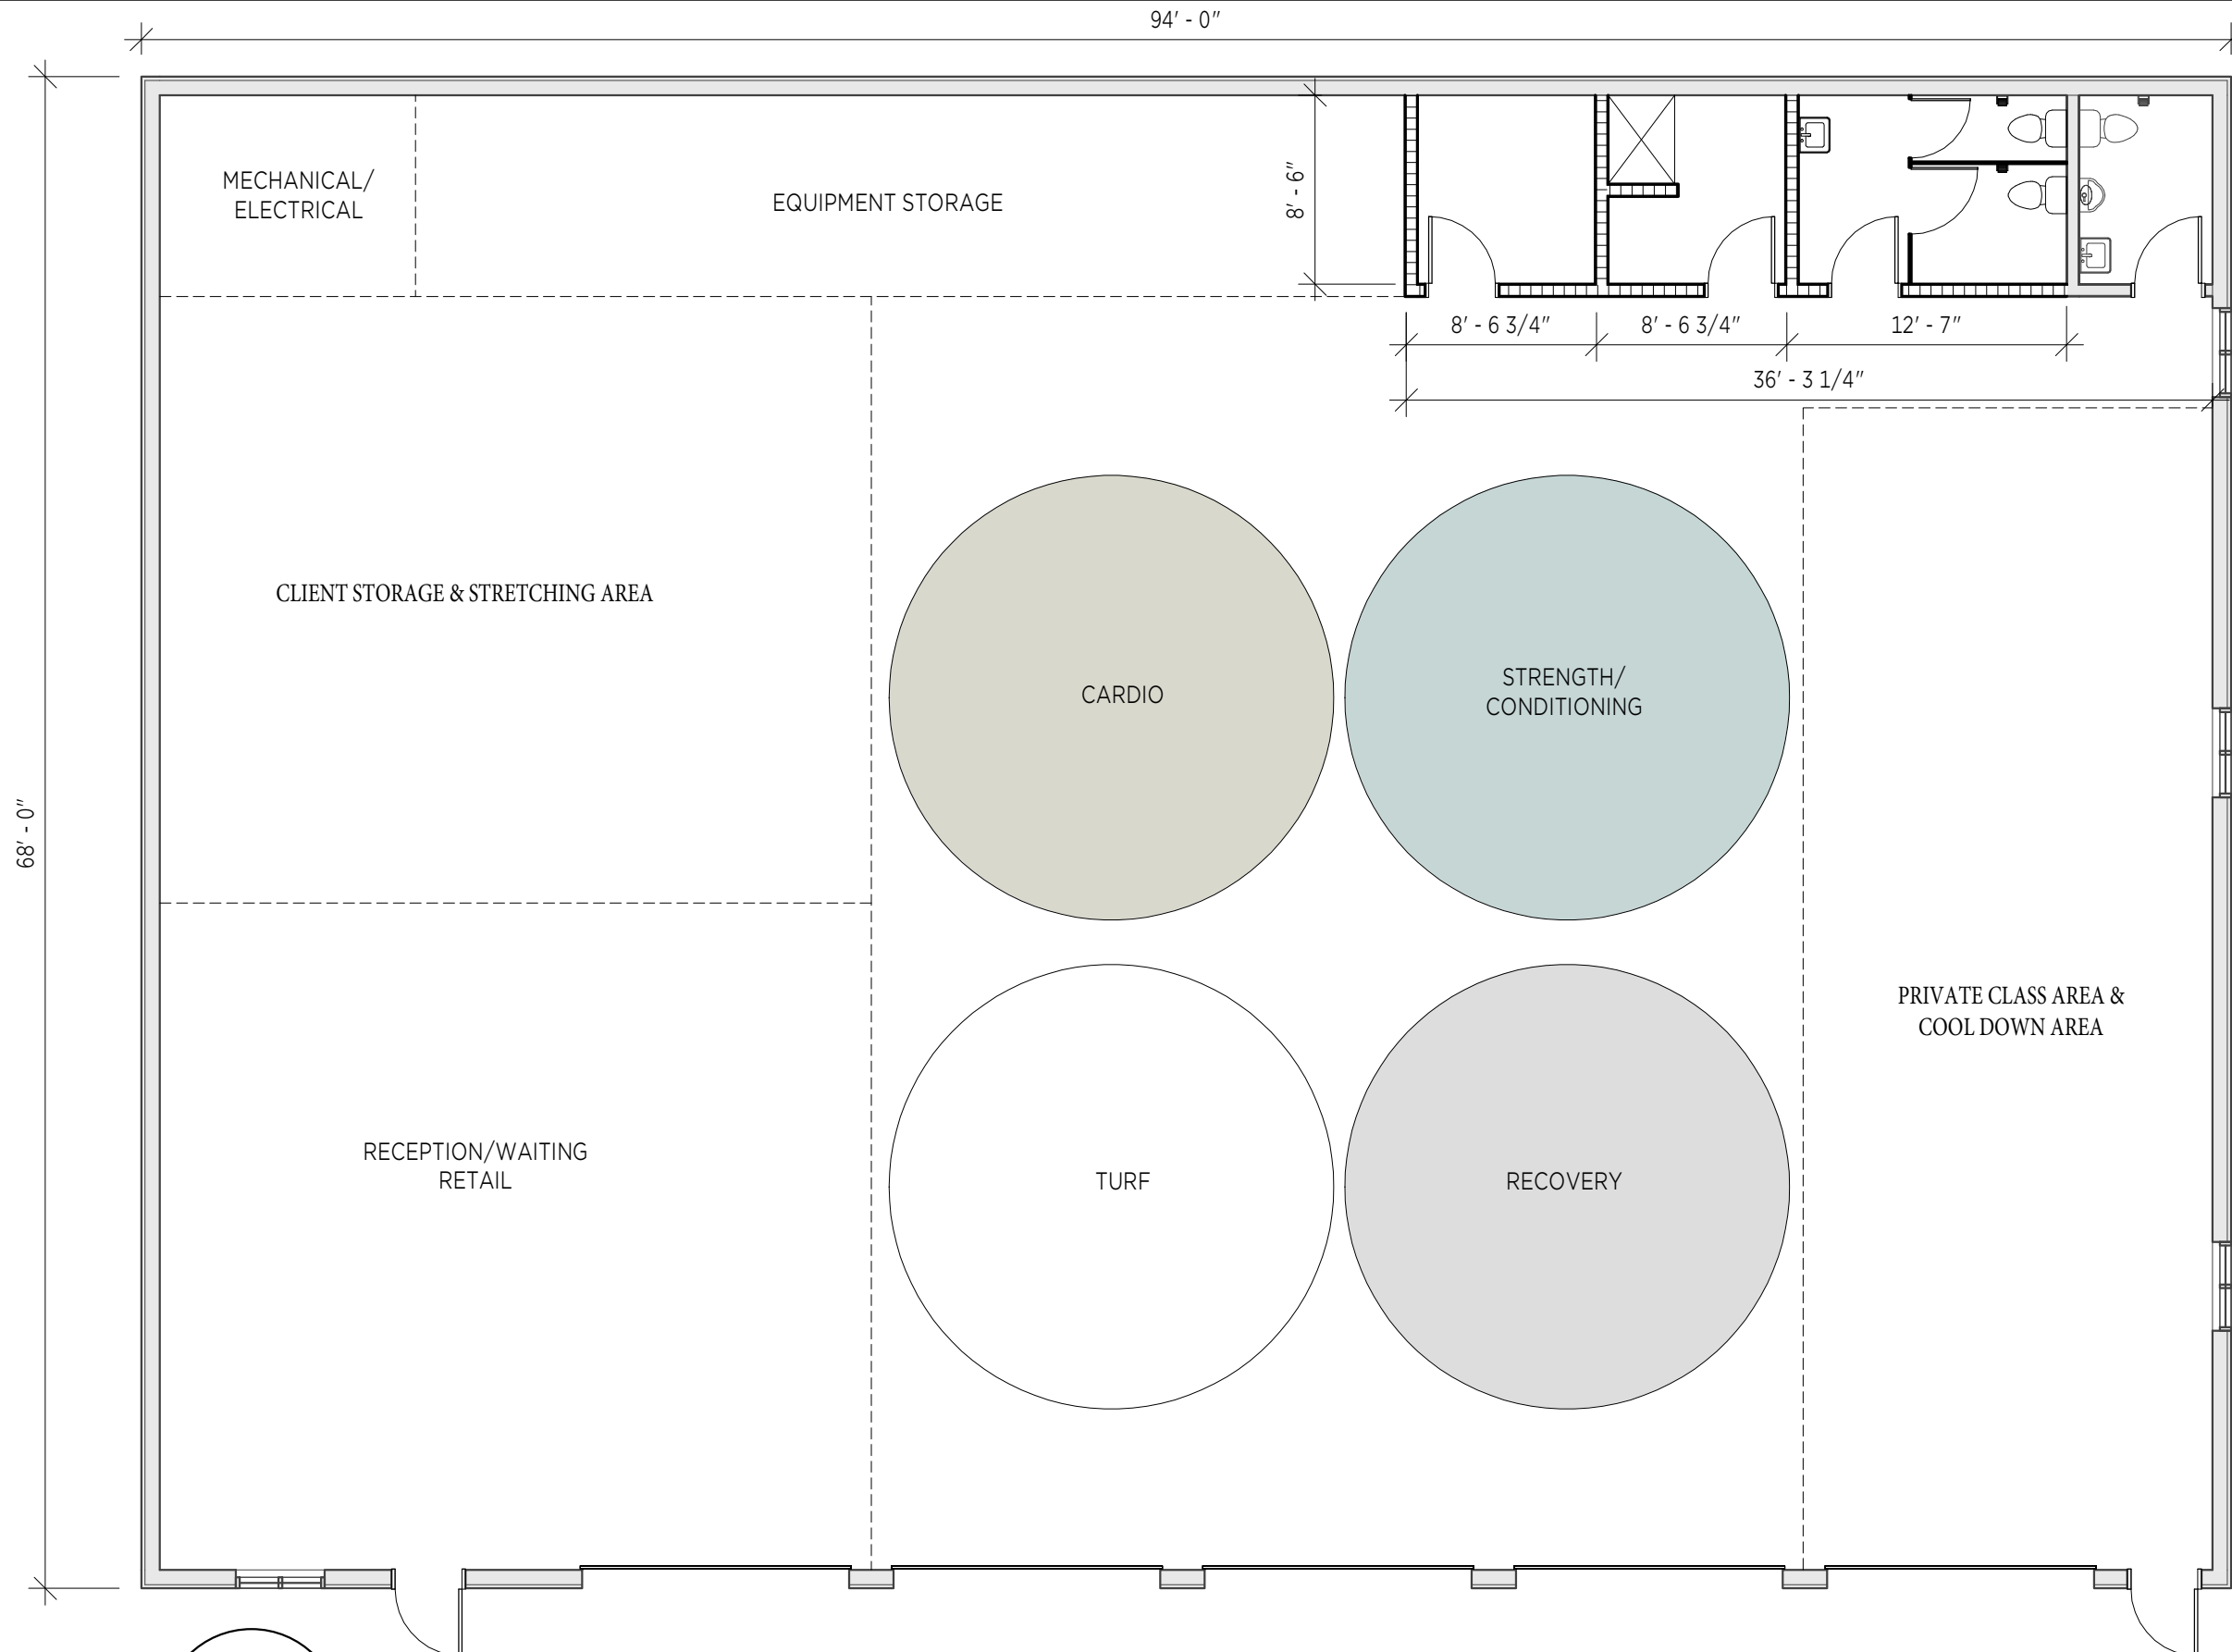 94' - 0"
MECHANICAL/
ELECTRICAL
EQUIPMENT STORAGE
8' - 6"
8' - 6 3/4"
8' - 6 3/4"
12' - 7"
36' - 3 1/4"
CLIENT STORAGE & STRETCHING AREA
CARDIO
STRENGTH/
CONDITIONING
68' - 0"
PRIVATE CLASS AREA &
COOL DOWN AREA
RECEPTION/WAITING
RETAIL
TURF
RECOVERY